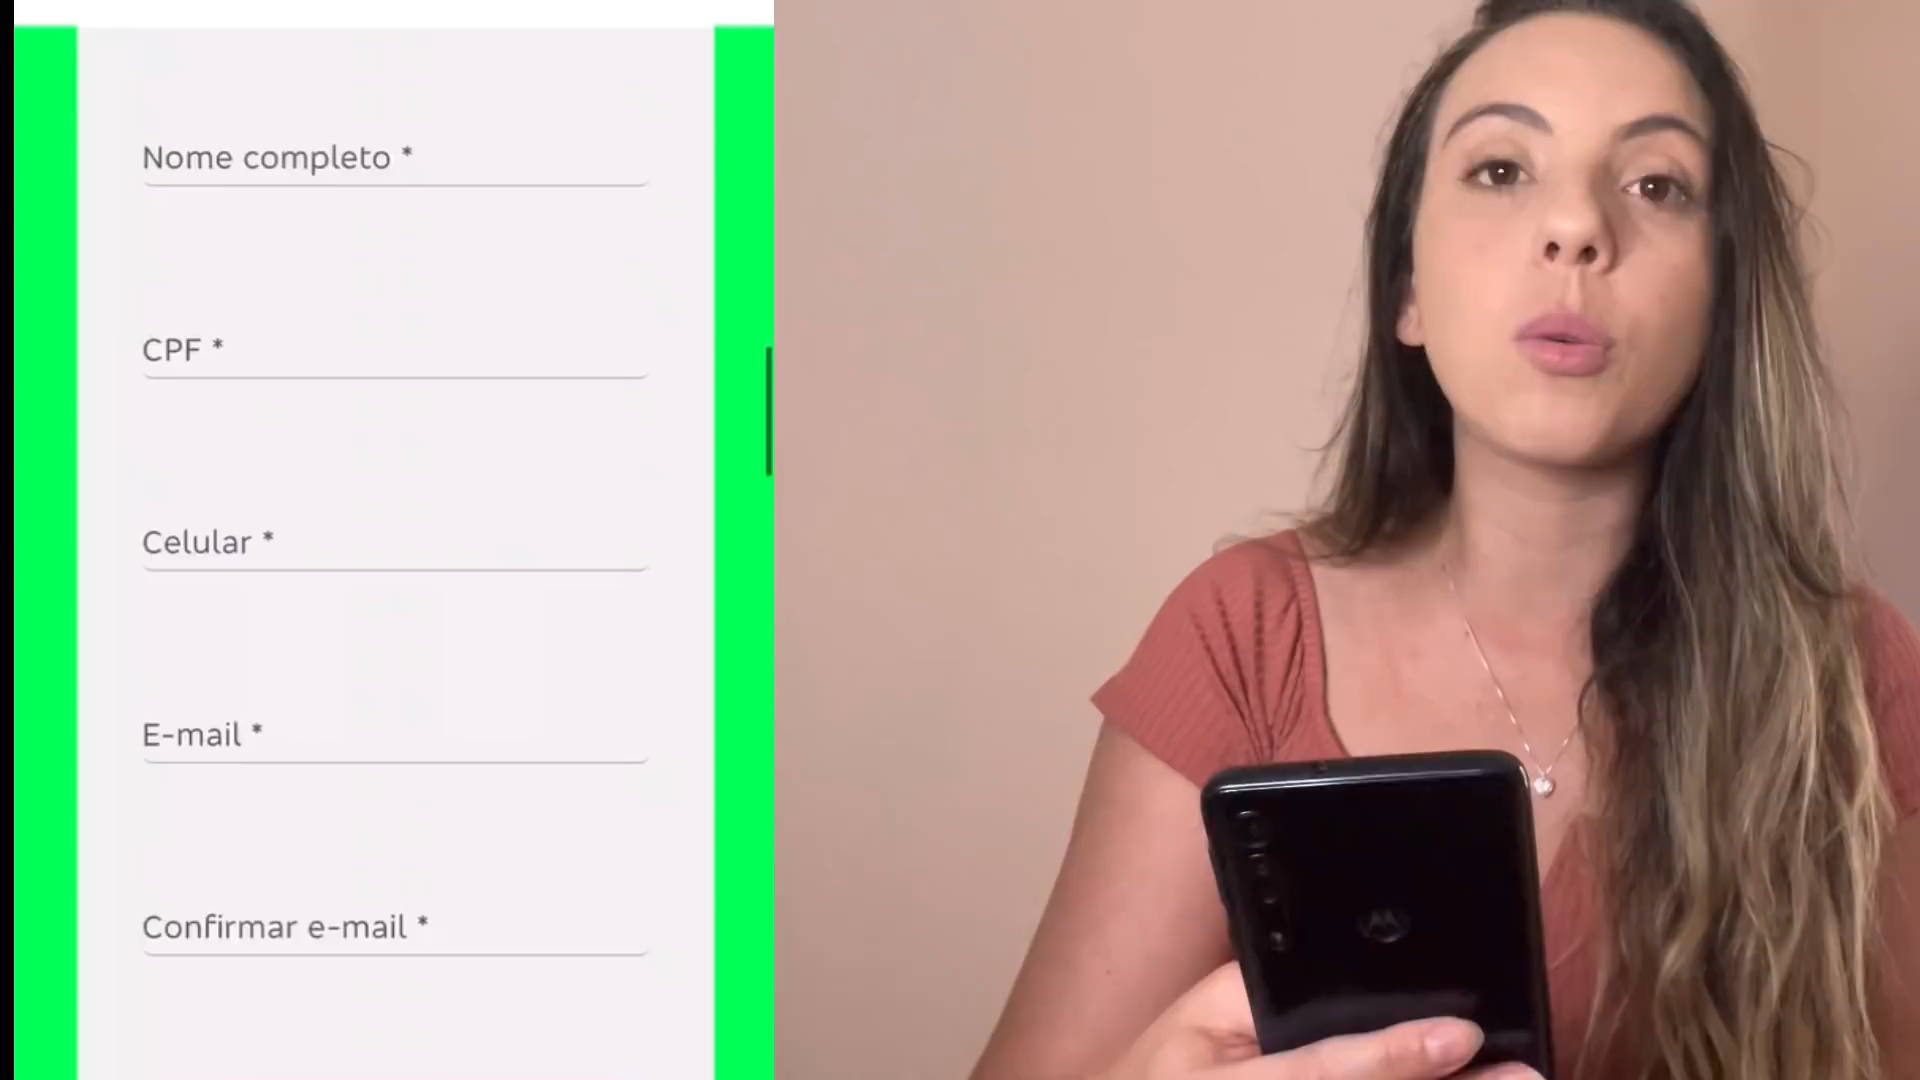 Nome completo *
CPF *
Celular *
E-mail *
Confirmar e-mail *